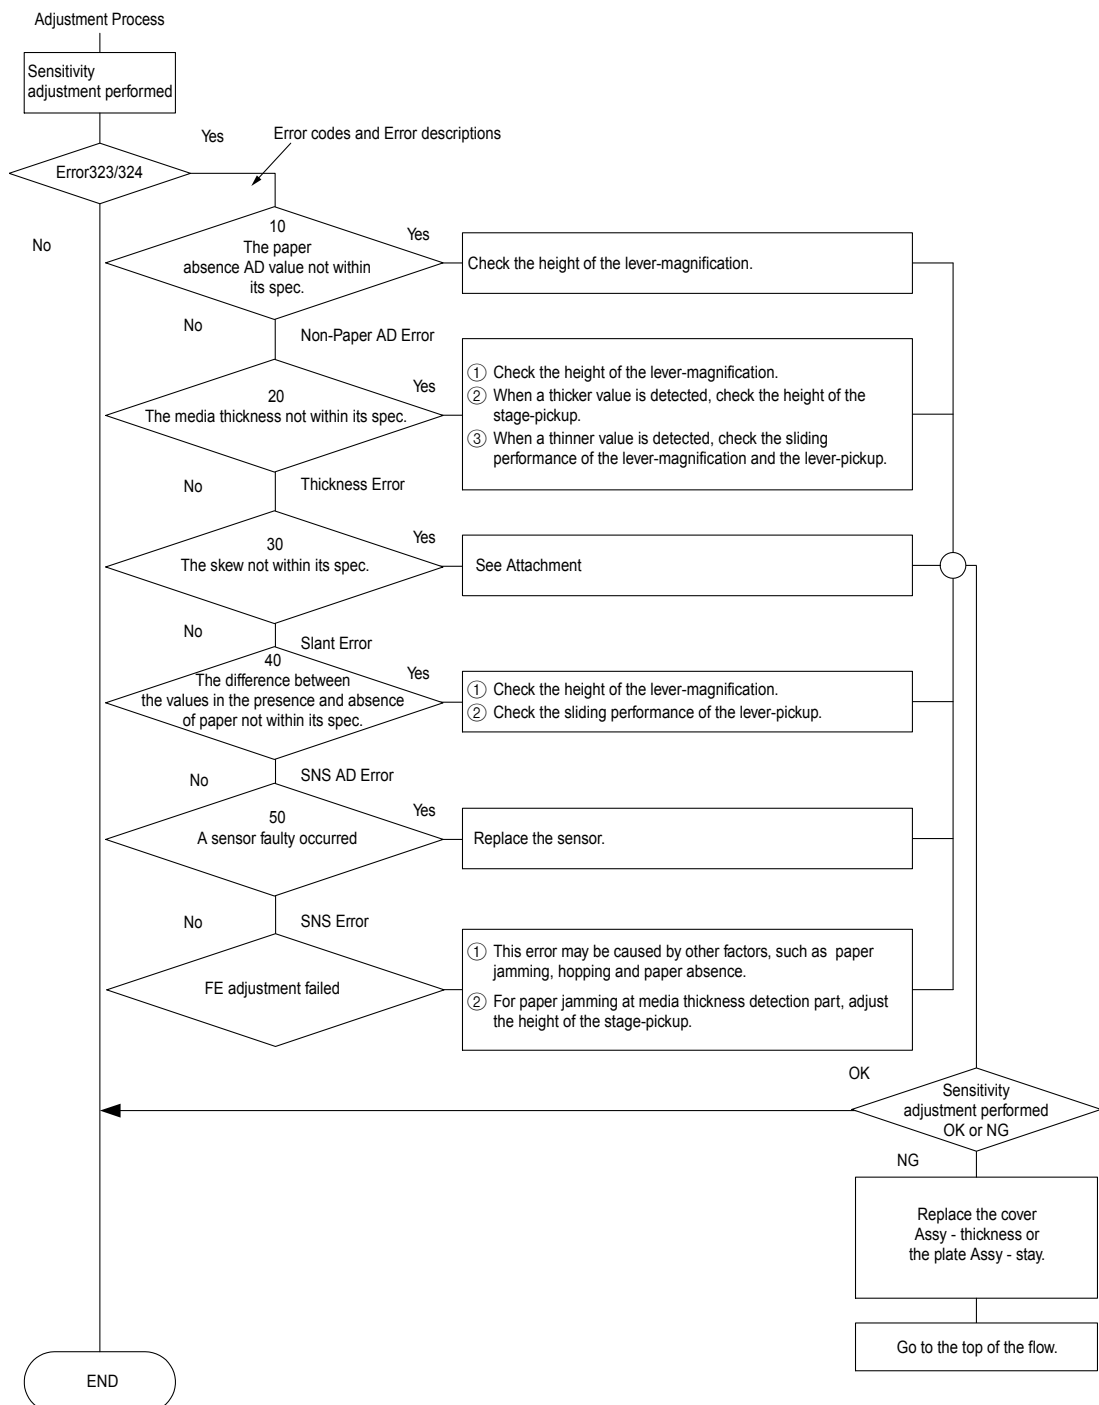 Adjustment Process
Sensitivity
adjustment performed
Yes
Error codes and Error descriptions
Error323/324
No
10
The paper
absence AD value not within
its spec.
Yes
Check the height of the lever-magnification.
No
Non-Paper AD Error
20
The media thickness not within its spec.
Yes
① Check the height of the lever-magnification.
② When a thicker value is detected, check the height of the
stage-pickup.
③ When a thinner value is detected, check the sliding
performance of the lever-magnification and the lever-pickup.
No
Thickness Error
30
The skew not within its spec.
Yes
See Attachment
No
Slant Error
40
The difference between
the values in the presence and absence
of paper not within its spec.
Yes
① Check the height of the lever-magnification.
② Check the sliding performance of the lever-pickup.
No
SNS AD Error
50
A sensor faulty occurred
Yes
Replace the sensor.
No
SNS Error
FE adjustment failed
① This error may be caused by other factors, such as paper
jamming, hopping and paper absence.
② For paper jamming at media thickness detection part, adjust
the height of the stage-pickup.
OK
Sensitivity
adjustment performed
OK or NG
NG
Replace the cover
Assy - thickness or
the plate Assy - stay.
Go to the top of the flow.
END